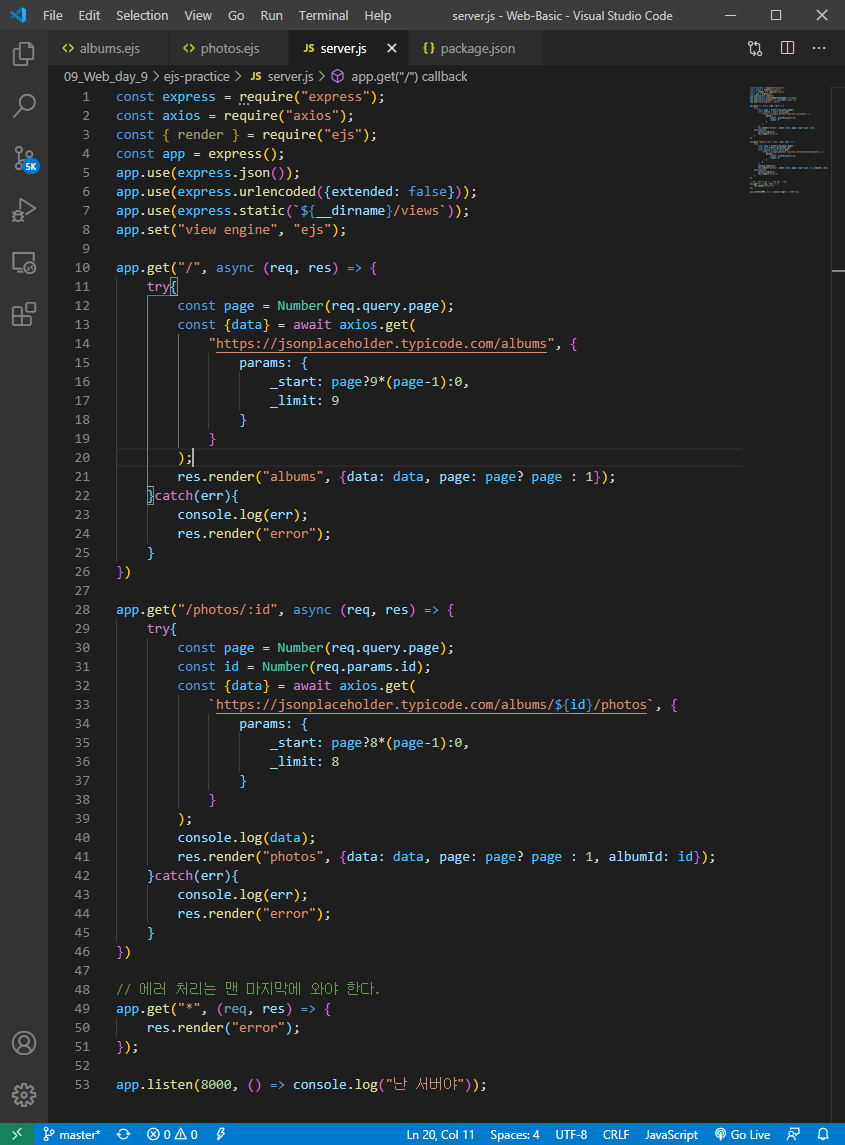 File Edit Selection View Go Run Terminal Help server.js - Web-Basic - Visual Studio Code
albums.ejs photos.ejs JS server.js package.json
09_Web_day_9 > ejs-practice > JS server.js > app.get("/") callback
1 const express = require("express");
2 const axios = require("axios");
3 const { render } = require("ejs");
4 const app = express();
5 app.use(express.json());
6 app.use(express.urlencoded({extended: false}));
7 app.use(express.static(`${__dirname}/views`));
8 app.set("view engine", "ejs");
9
10 app.get("/", async (req, res) => {
11     try{
12         const page = Number(req.query.page);
13         const {data} = await axios.get(
14             "https://jsonplaceholder.typicode.com/albums", {
15                 params: {
16                     _start: page?9*(page-1):0,
17                     _limit: 9
18                 }
19             }
20         );
21         res.render("albums", {data: data, page: page? page : 1});
22     }catch(err){
23         console.log(err);
24         res.render("error");
25     }
26 })
27
28 app.get("/photos/:id", async (req, res) => {
29     try{
30         const page = Number(req.query.page);
31         const id = Number(req.params.id);
32         const {data} = await axios.get(
33             `https://jsonplaceholder.typicode.com/albums/${id}/photos`, {
34                 params: {
35                     _start: page?8*(page-1):0,
36                     _limit: 8
37                 }
38             }
39         );
40         console.log(data);
41         res.render("photos", {data: data, page: page? page : 1, albumId: id});
42     }catch(err){
43         console.log(err);
44         res.render("error");
45     }
46 })
47
48 // 에러 처리는 맨 마지막에 와야 한다.
49 app.get("*", (req, res) => {
50     res.render("error");
51 });
52
53 app.listen(8000, () => console.log("난 서버야"));
5K
master* 0 0 Ln 20, Col 11 Spaces: 4 UTF-8 CRLF JavaScript Go Live